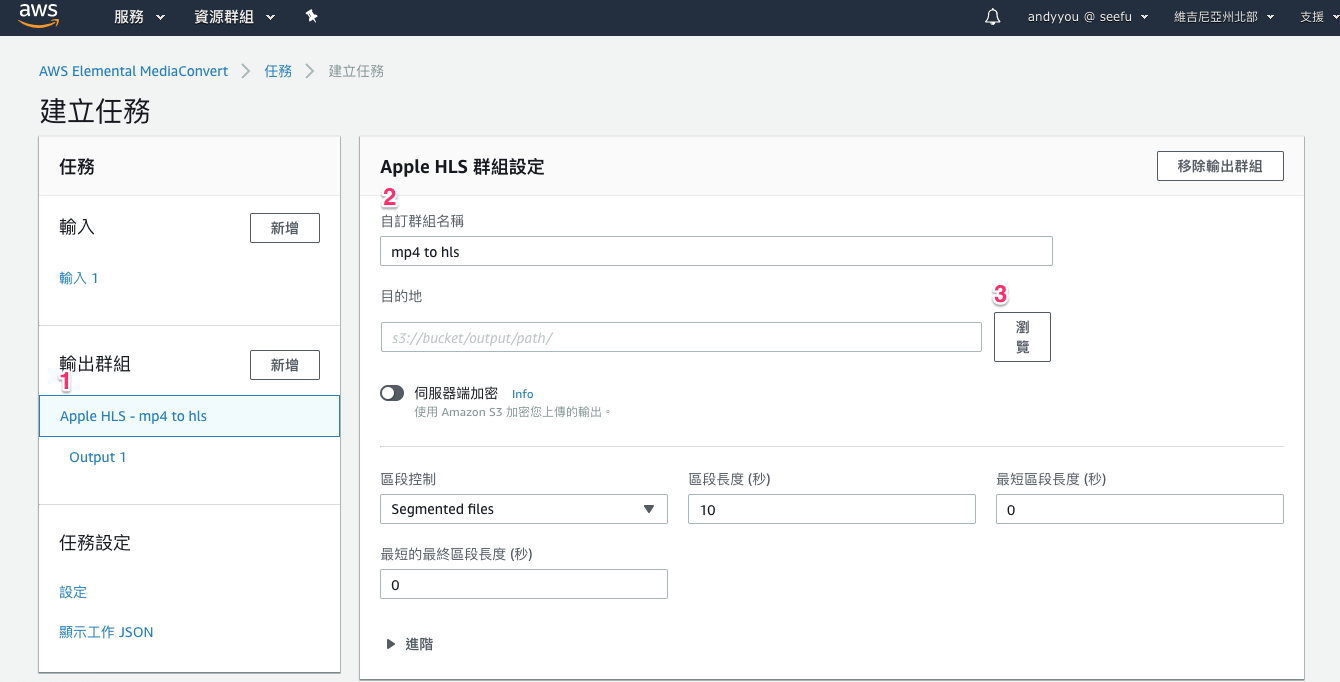 aws 服務 資源群組 andyyou @ seefu 維吉尼亞州北部 支援
AWS Elemental MediaConvert 任務 建立任務
建立任務
任務
輸入 新增
輸入 1
輸出群組 新增
1
Apple HLS - mp4 to hls
Output 1
任務設定
設定
顯示工作 JSON
Apple HLS 群組設定 移除輸出群組
2
自訂群組名稱
mp4 to hls
目的地
3
s3://bucket/output/path/
瀏
覽
伺服器端加密 Info
使用 Amazon S3 加密您上傳的輸出。
區段控制 區段長度 (秒) 最短區段長度 (秒)
Segmented files 10 0
最短的最終區段長度 (秒)
0
進階